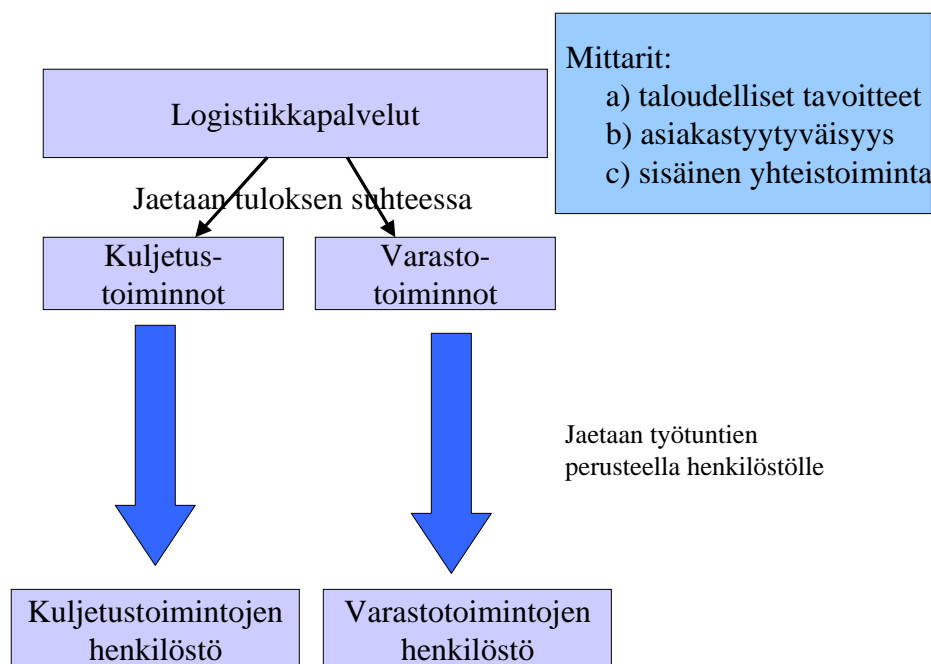 Mittarit:
a) taloudelliset tavoitteet
b) asiakastyytyväisyys
c) sisäinen yhteistoiminta
Logistiikkapalvelut
Jaetaan tuloksen suhteessa
Kuljetus-
toiminnot
Varasto-
toiminnot
Jaetaan työtuntien
perusteella henkilöstölle
Kuljetustoimintojen
henkilöstö
Varastotoimintojen
henkilöstö